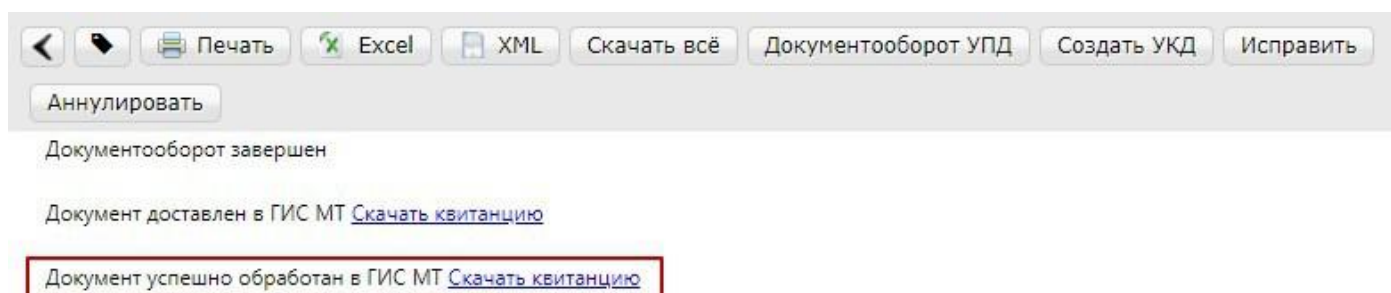 Печать Excel XML Скачать всё Документооборот УПД Создать УКД Исправить
Аннулировать
Документооборот завершен
Документ доставлен в ГИС МТ Скачать квитанцию
Документ успешно обработан в ГИС МТ Скачать квитанцию